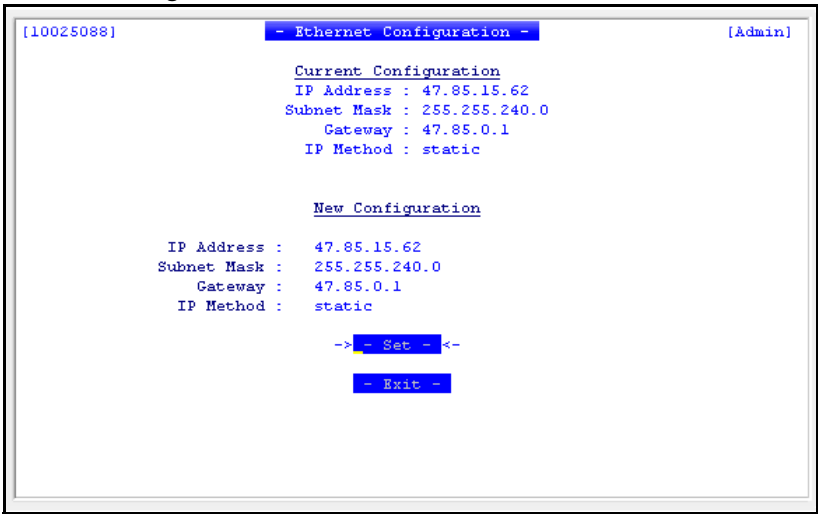 [10025088] - Ethernet Configuration - [Admin]
Current Configuration
IP Address : 47.85.15.62
Subnet Mask : 255.255.240.0
Gateway : 47.85.0.1
IP Method : static
New Configuration
IP Address : 47.85.15.62
Subnet Mask : 255.255.240.0
Gateway : 47.85.0.1
IP Method : static
-> - Set - <-
- Exit -